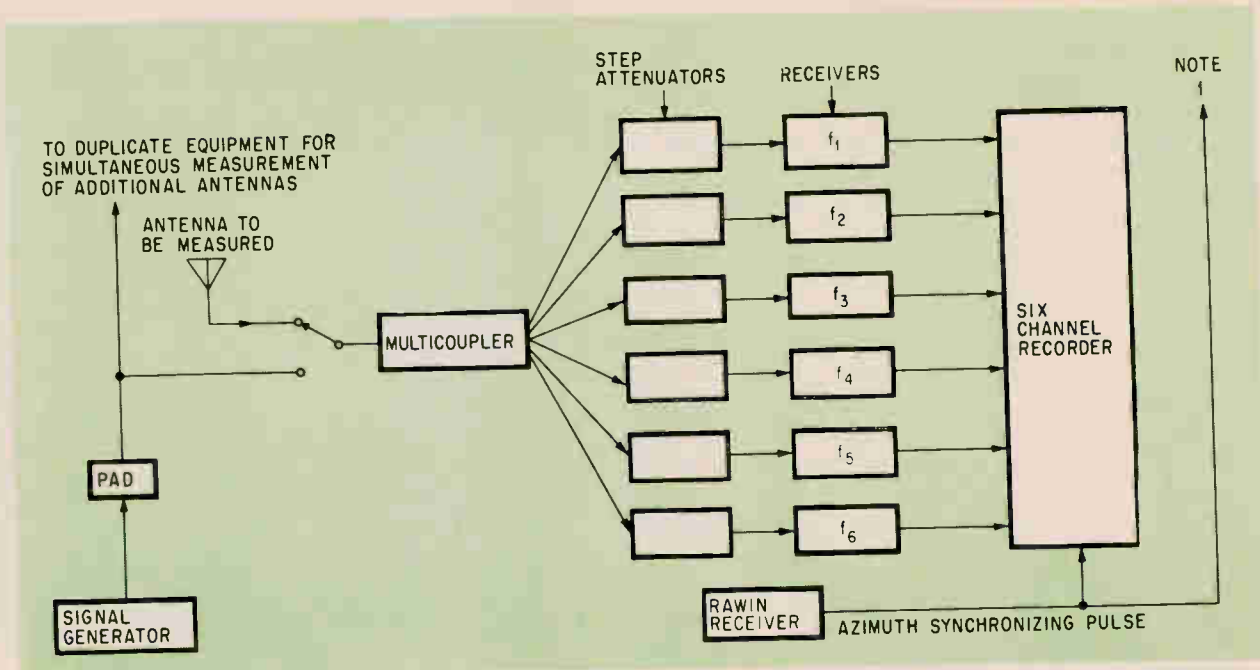 STEP
ATTENUATORS
RECEIVERS
NOTE
1
TO DUPLICATE EQUIPMENT FOR
SIMULTANEOUS MEASUREMENT
OF ADDITIONAL ANTENNAS
ANTENNA TO
BE MEASURED
MULTICOUPLER
f1
f2
f3
f4
f5
f6
SIX
CHANNEL
RECORDER
PAD
SIGNAL
GENERATOR
RAWIN
RECEIVER
AZIMUTH SYNCHRONIZING PULSE